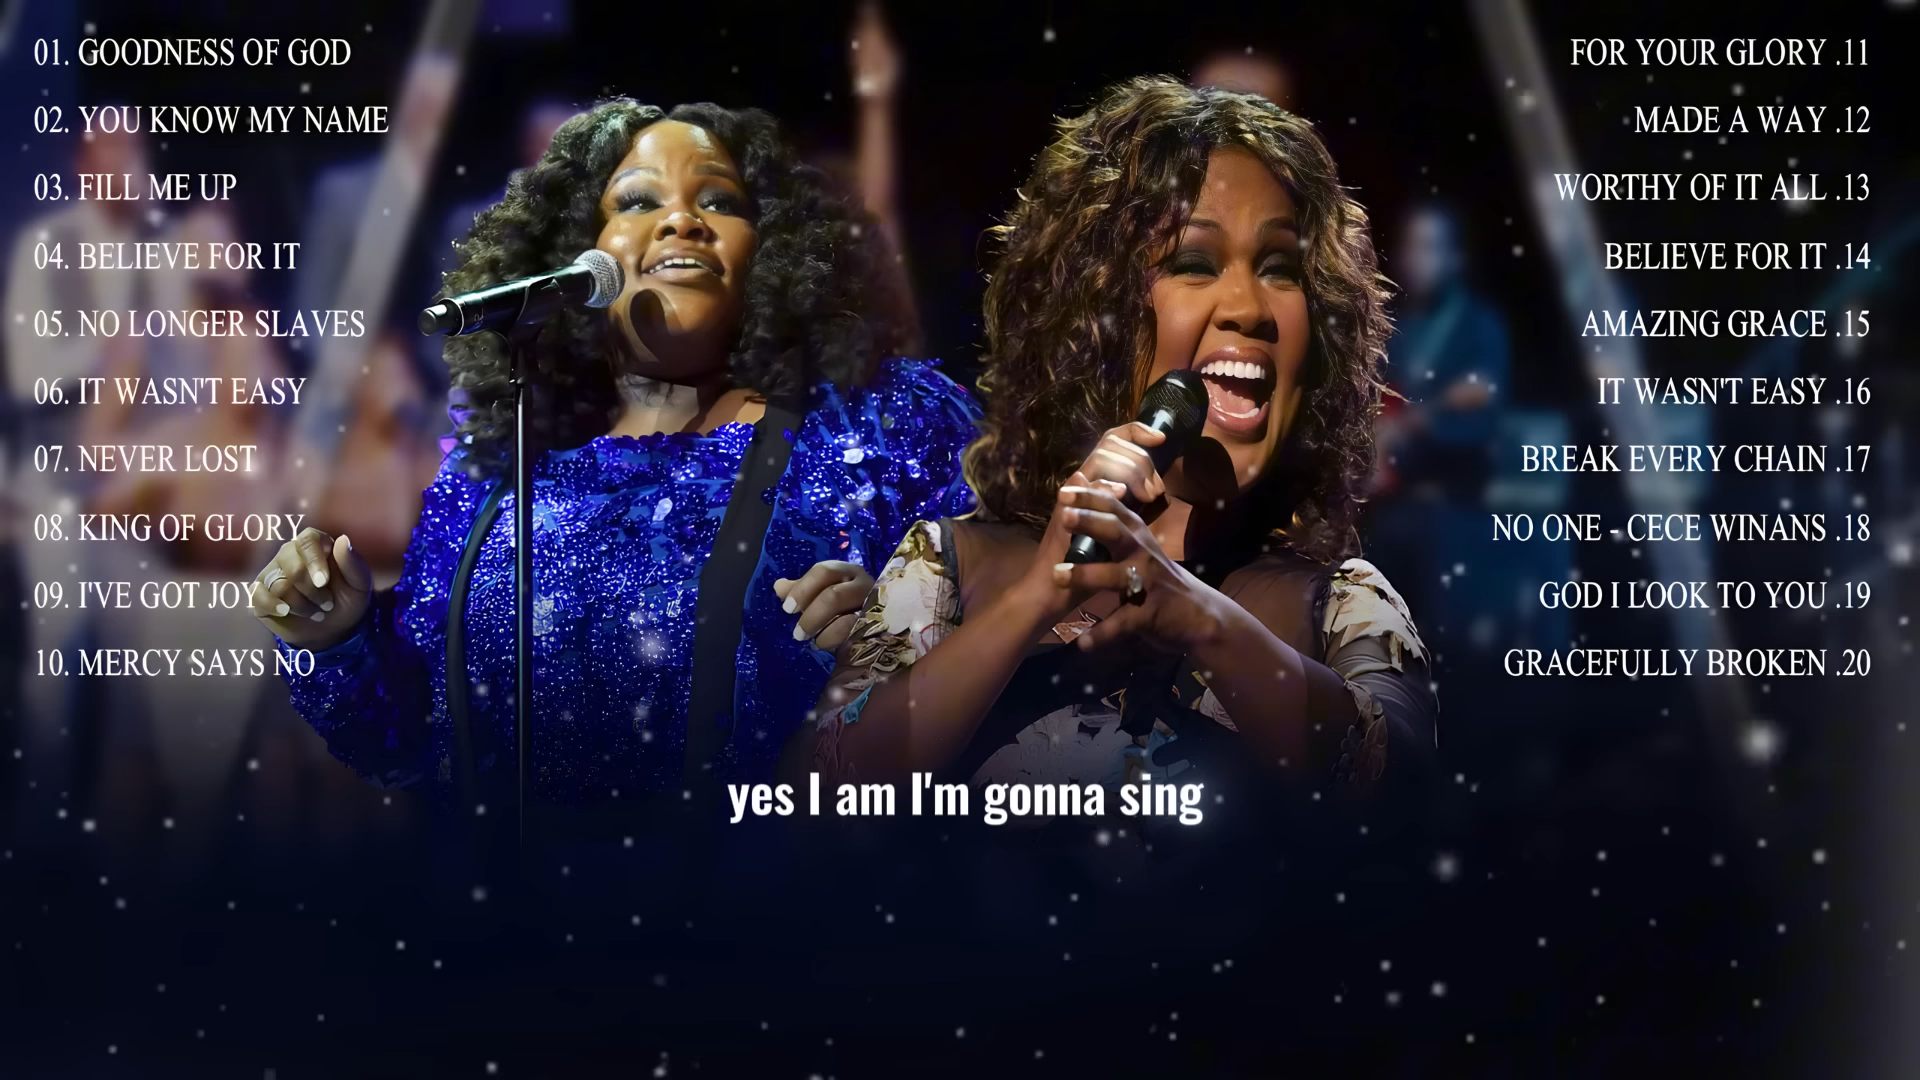 01. GOODNESS OF GOD
02. YOU KNOW MY NAME
03. FILL ME UP
04. BELIEVE FOR IT
05. NO LONGER SLAVES
06. IT WASN'T EASY
07. NEVER LOST
08. KING OF GLORY
09. I'VE GOT JOY
10. MERCY SAYS NO
FOR YOUR GLORY .11
MADE A WAY .12
WORTHY OF IT ALL .13
BELIEVE FOR IT .14
AMAZING GRACE .15
IT WASN'T EASY .16
BREAK EVERY CHAIN .17
NO ONE - CECE WINANS .18
GOD I LOOK TO YOU .19
GRACEFULLY BROKEN .20
yes I am I'm gonna sing